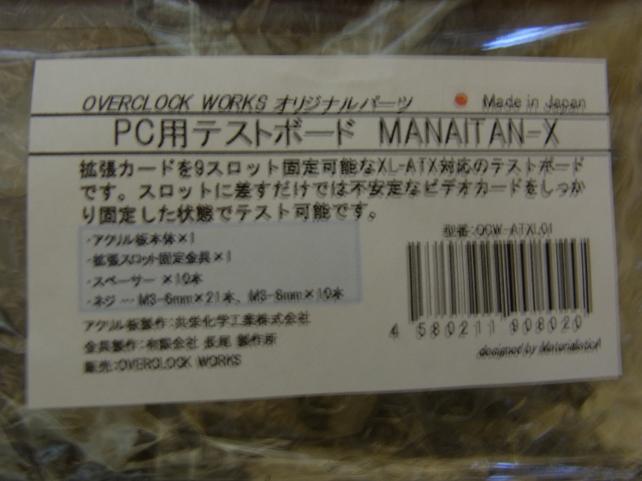 OVERCLOCK WORKS オリジナルパーツ Made in Japan
PC用テストボード MANAITAN-X
拡張カードを9スロット固定可能なXL-ATX対応のテストボード
です。スロットに差すだけでは不安定なビデオカードをしっか
り固定した状態でテスト可能です。
型番:OCW-ATXL01
・アクリル板本体×1
・拡張スロット固定金具×1
・スペーサー ×10本
・ネジ … M3-6mm×21本、M3-8mm×10本
アクリル板製作:共栄化学工業株式会社
金具製作:有限会社 長尾 製作所
販売:OVERCLOCK WORKS
4 580211 908020
designed by MaterialisticA